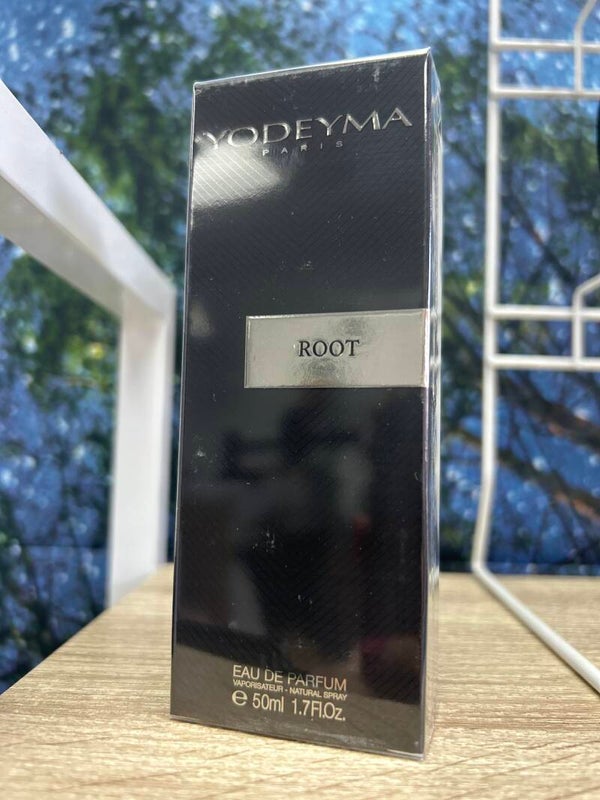 YODEYMA
PARIS
ROOT
EAU DE PARFUM
VAPORISATEUR - NATURAL SPRAY
℮ 50ml 1.7Fl.Oz.